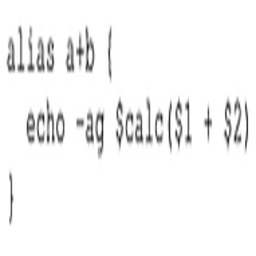 alias a+b {
echo -ag $calc($1 + $2)
}